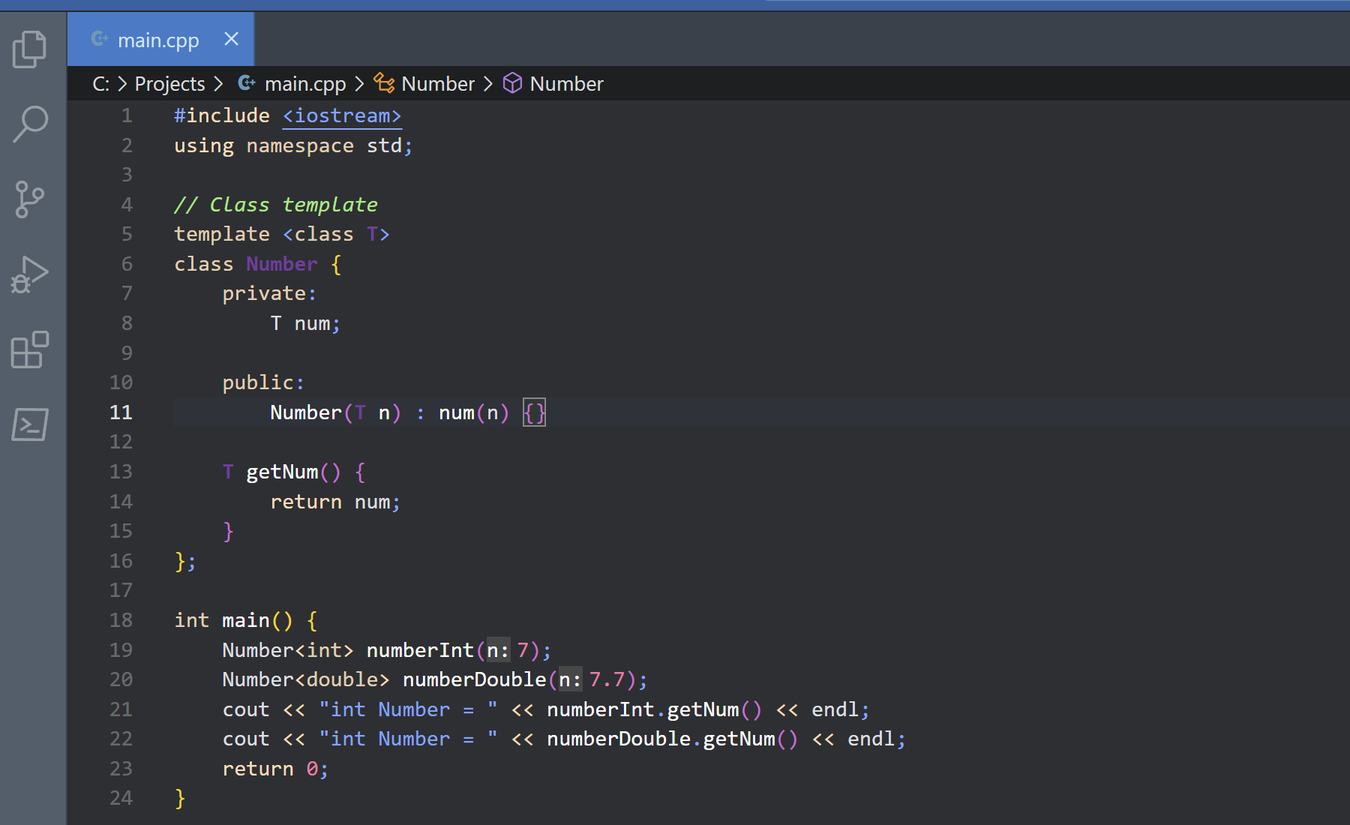 main.cpp
C: > Projects > main.cpp > Number > Number
1 #include <iostream>
2 using namespace std;
3
4 // Class template
5 template <class T>
6 class Number {
7     private:
8         T num;
9
10     public:
11         Number(T n) : num(n) {}
12
13     T getNum() {
14         return num;
15     }
16 };
17
18 int main() {
19     Number<int> numberInt(n: 7);
20     Number<double> numberDouble(n: 7.7);
21     cout << "int Number = " << numberInt.getNum() << endl;
22     cout << "int Number = " << numberDouble.getNum() << endl;
23     return 0;
24 }